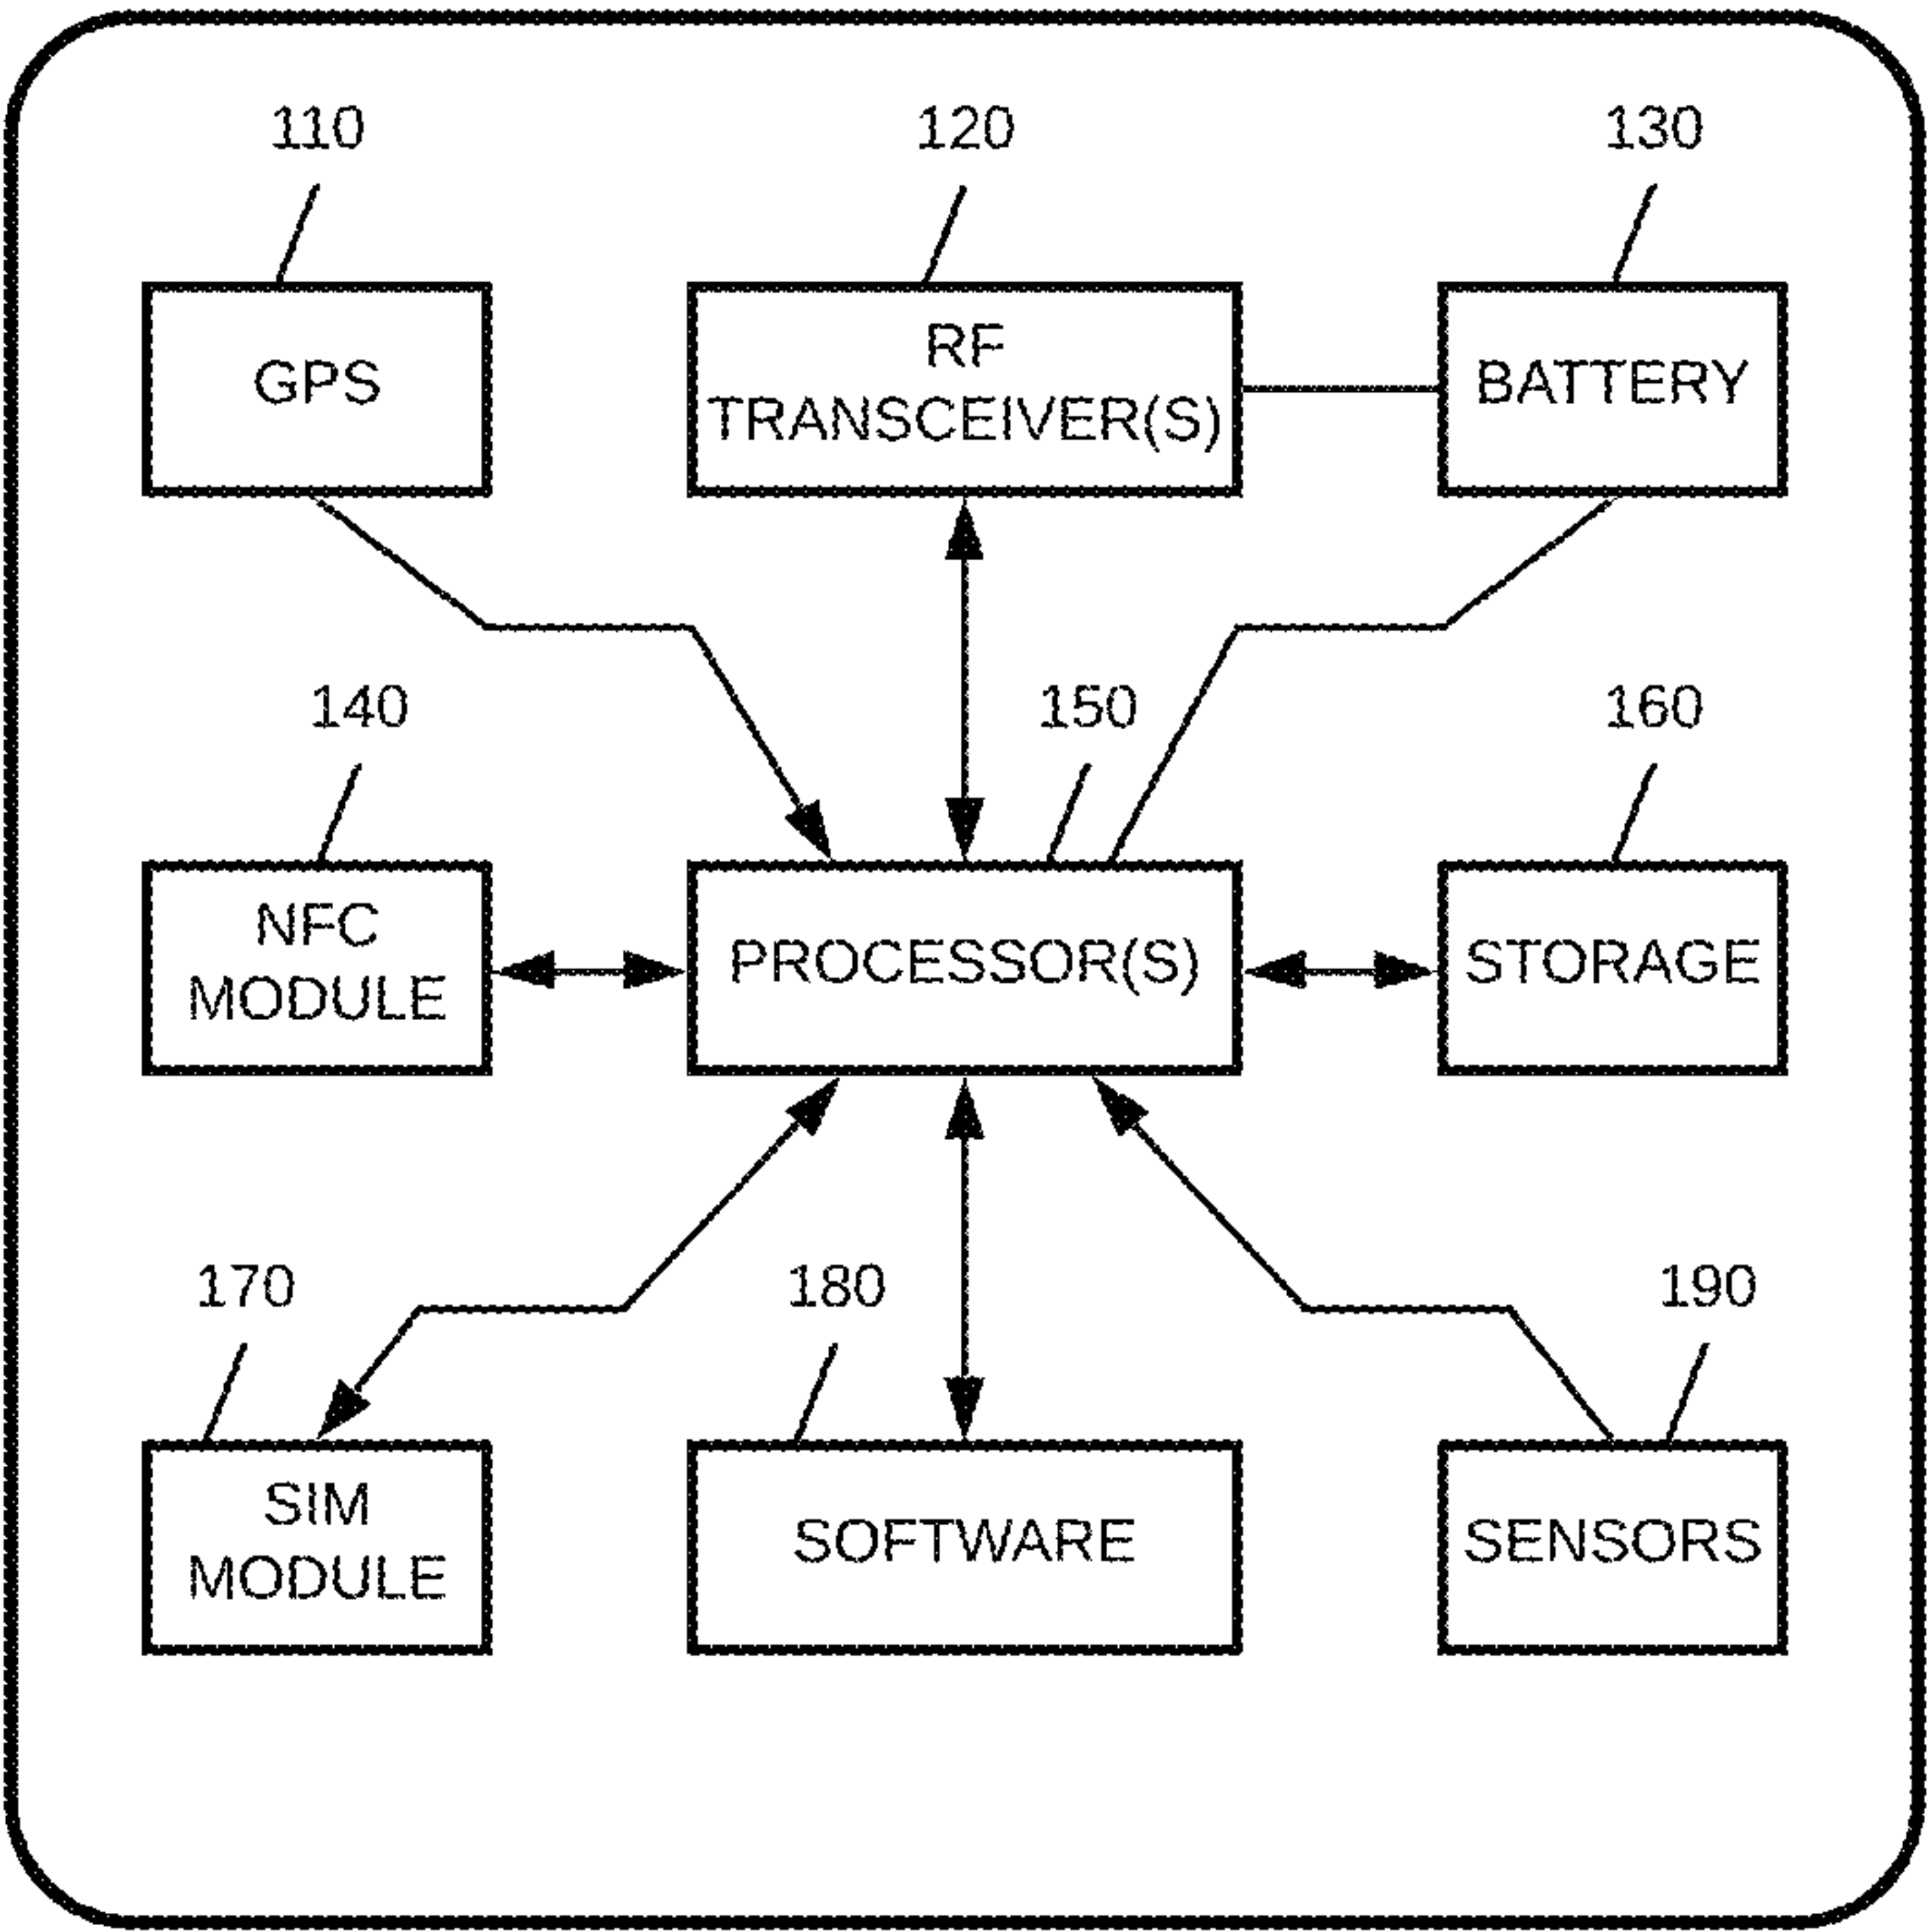 110
120
130
GPS
RF
TRANSCEIVER(S)
BATTERY
140
150
160
NFC
MODULE
PROCESSOR(S)
STORAGE
170
180
190
SIM
MODULE
SOFTWARE
SENSORS